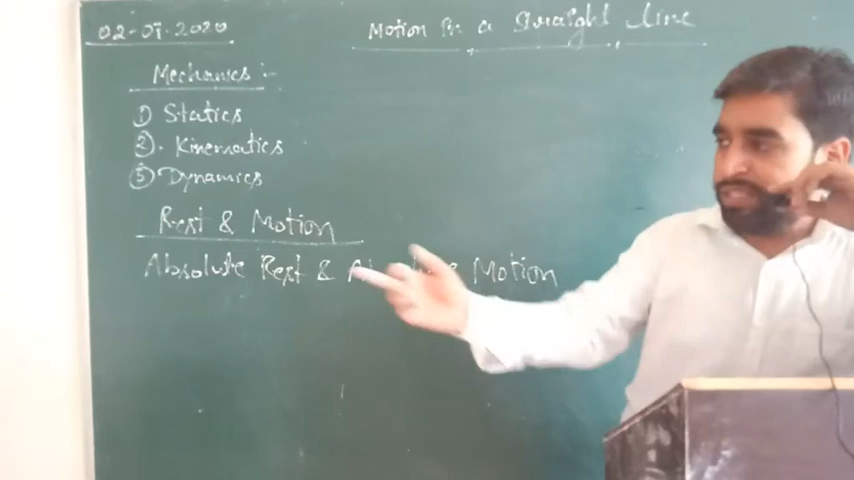 02-07-2020
Motion in a Straight Line
Mechanics :-
① Statics
②. Kinematics
③ Dynamics
Rest & Motion
Absolute Rest & Motion